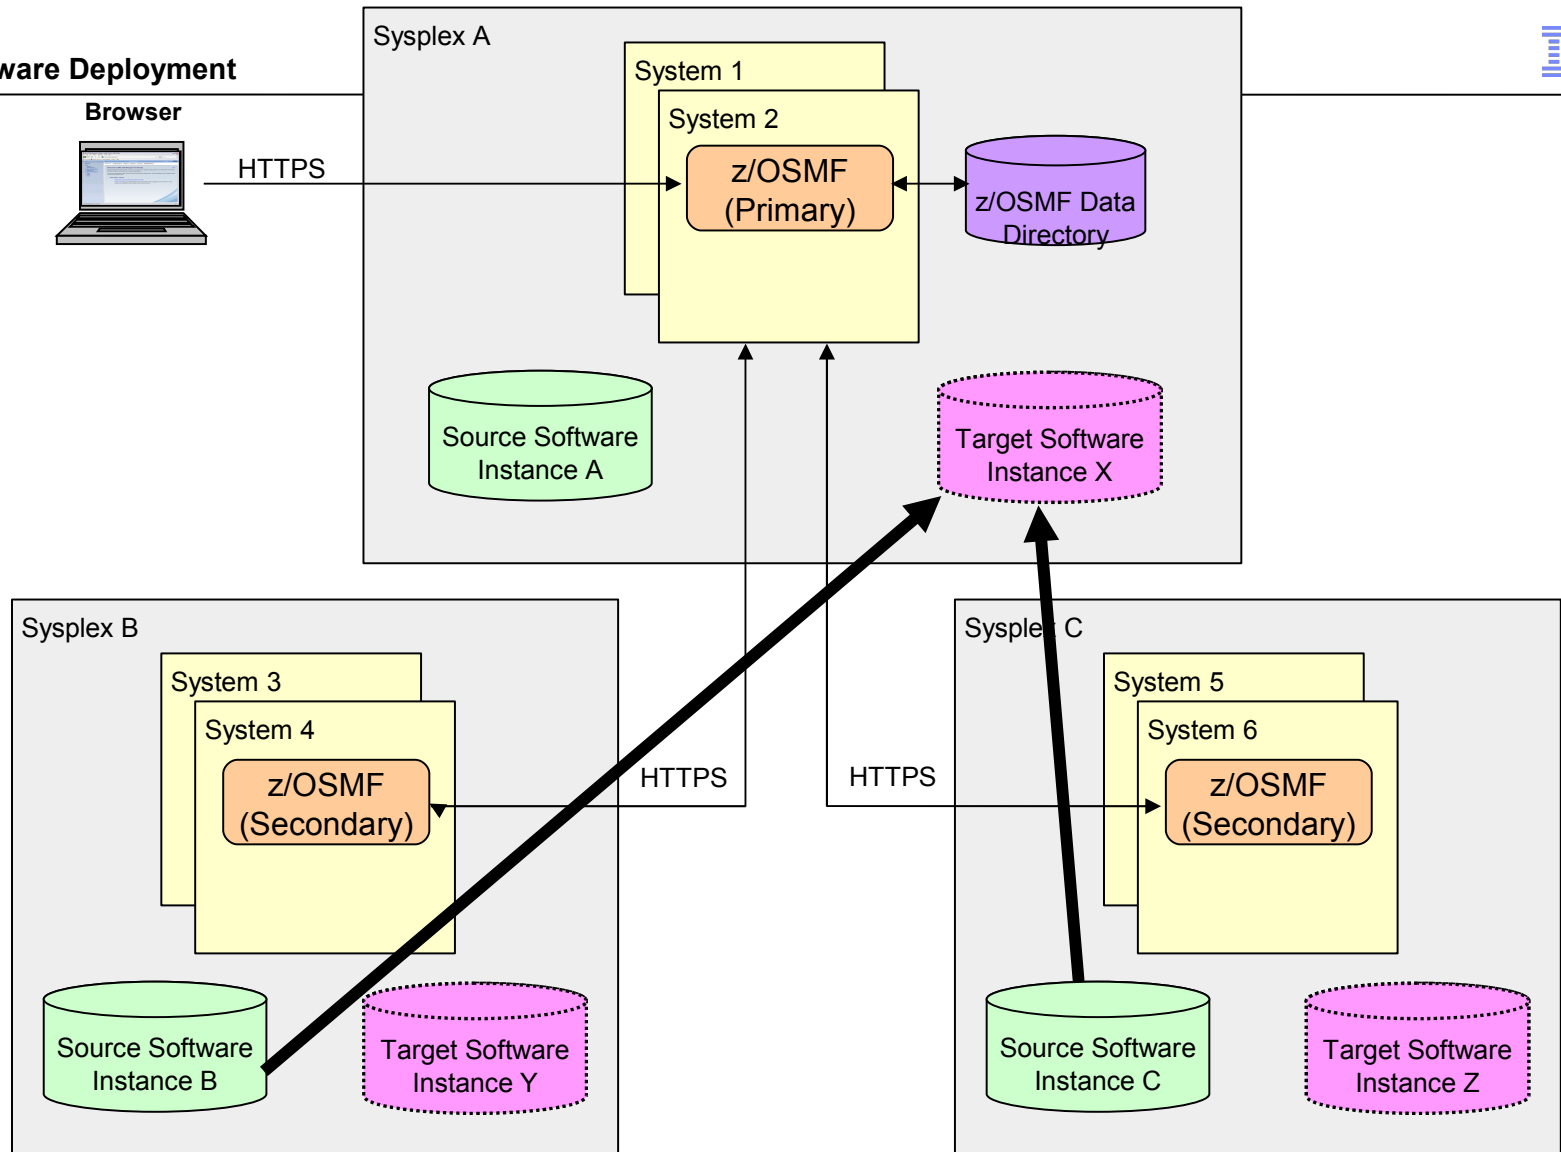 ware Deployment
Browser
HTTPS
Sysplex A
System 1
System 2
z/OSMF
(Primary)
z/OSMF Data
Directory
Source Software
Instance A
Target Software
Instance X
Sysplex B
System 3
System 4
z/OSMF
(Secondary)
HTTPS
HTTPS
Source Software
Instance B
Target Software
Instance Y
Sysplex C
System 5
System 6
z/OSMF
(Secondary)
Source Software
Instance C
Target Software
Instance Z